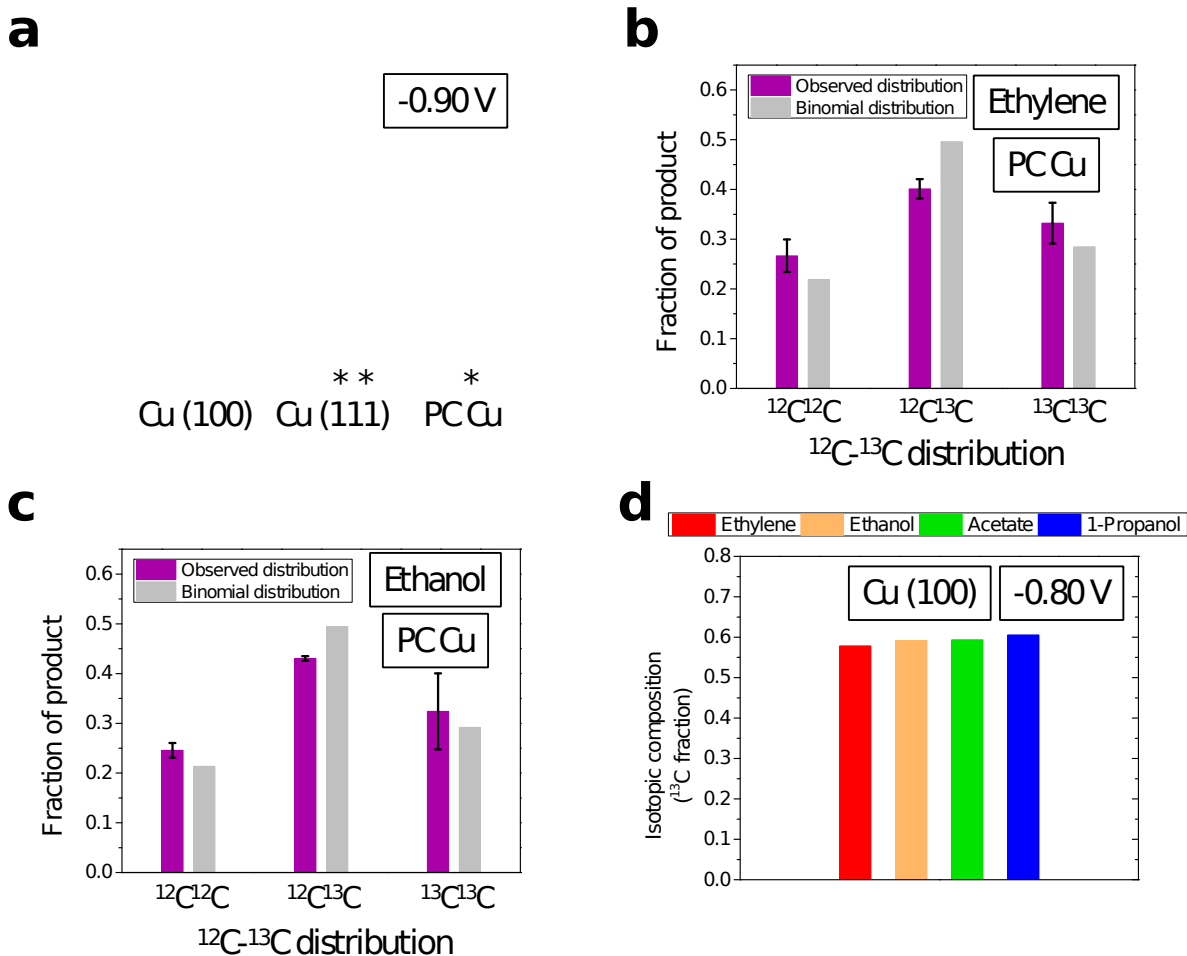 a
-0.90 V
* * *
Cu (100) Cu (111) PC Cu
b
Observed distribution
Binomial distribution
Ethylene
PC Cu
Fraction of product
0.6
0.5
0.4
0.3
0.2
0.1
0.0
¹²C¹²C ¹²C¹³C ¹³C¹³C
¹²C-¹³C distribution
c
Observed distribution
Binomial distribution
Ethanol
PC Cu
Fraction of product
0.6
0.5
0.4
0.3
0.2
0.1
0.0
¹²C¹²C ¹²C¹³C ¹³C¹³C
¹²C-¹³C distribution
d
Ethylene Ethanol Acetate 1-Propanol
Cu (100) -0.80 V
Isotopic composition
(¹³C fraction)
0.8
0.7
0.6
0.5
0.4
0.3
0.2
0.1
0.0